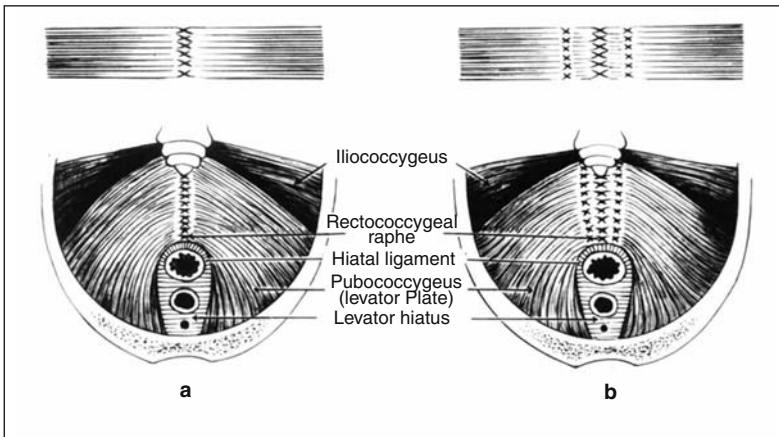 Iliococcygeus
Rectococcygeal
raphe
Hiatal ligament
Pubococcygeus
(levator Plate)
Levator hiatus
a
b